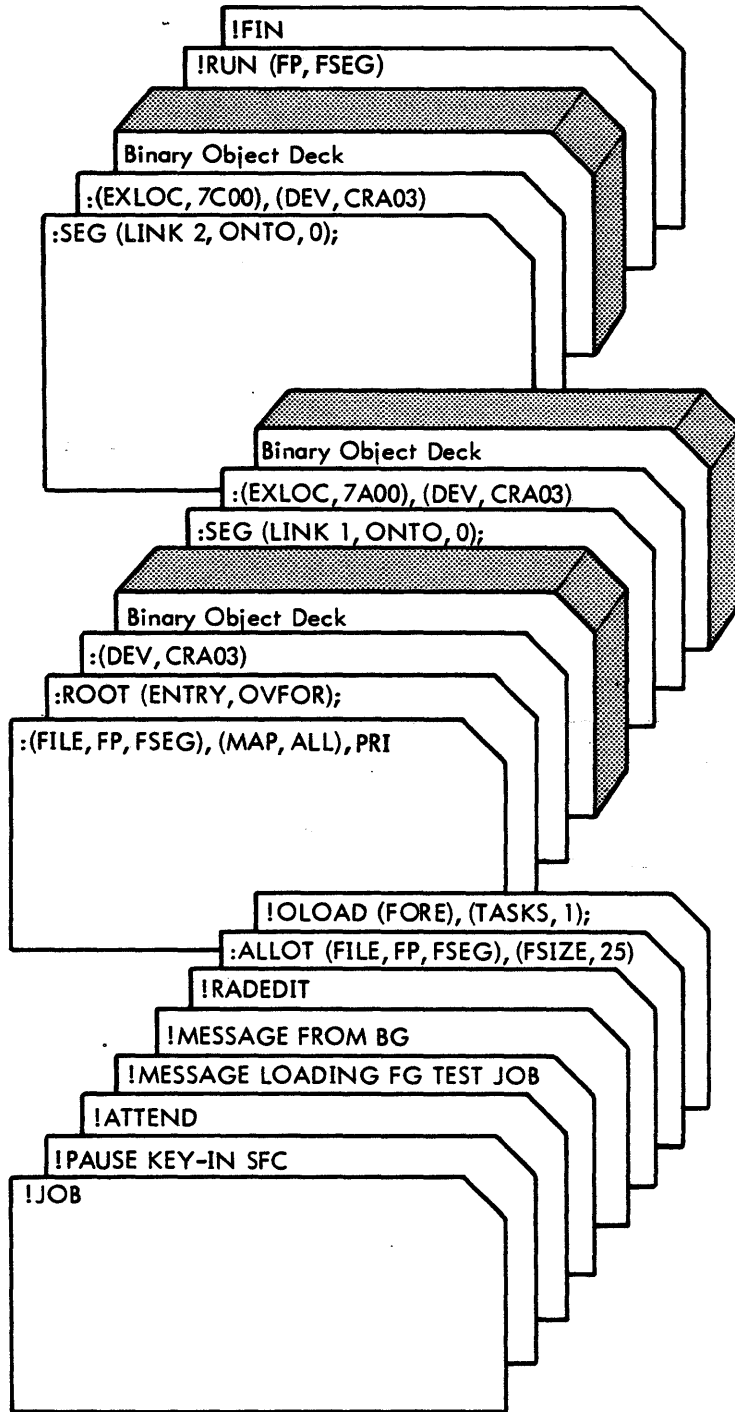 !FIN
!RUN (FP, FSEG)
Binary Object Deck
:(EXLOC, 7C00), (DEV, CRA03)
:SEG (LINK 2, ONTO, 0);
Binary Object Deck
:(EXLOC, 7A00), (DEV, CRA03)
:SEG (LINK 1, ONTO, 0);
Binary Object Deck
:(DEV, CRA03)
:ROOT (ENTRY, OVFOR);
:(FILE, FP, FSEG), (MAP, ALL), PRI
!OLOAD (FORE), (TASKS, 1);
:ALLOT (FILE, FP, FSEG), (FSIZE, 25)
!RADEDIT
!MESSAGE FROM BG
!MESSAGE LOADING FG TEST JOB
!ATTEND
!PAUSE KEY-IN SFC
!JOB